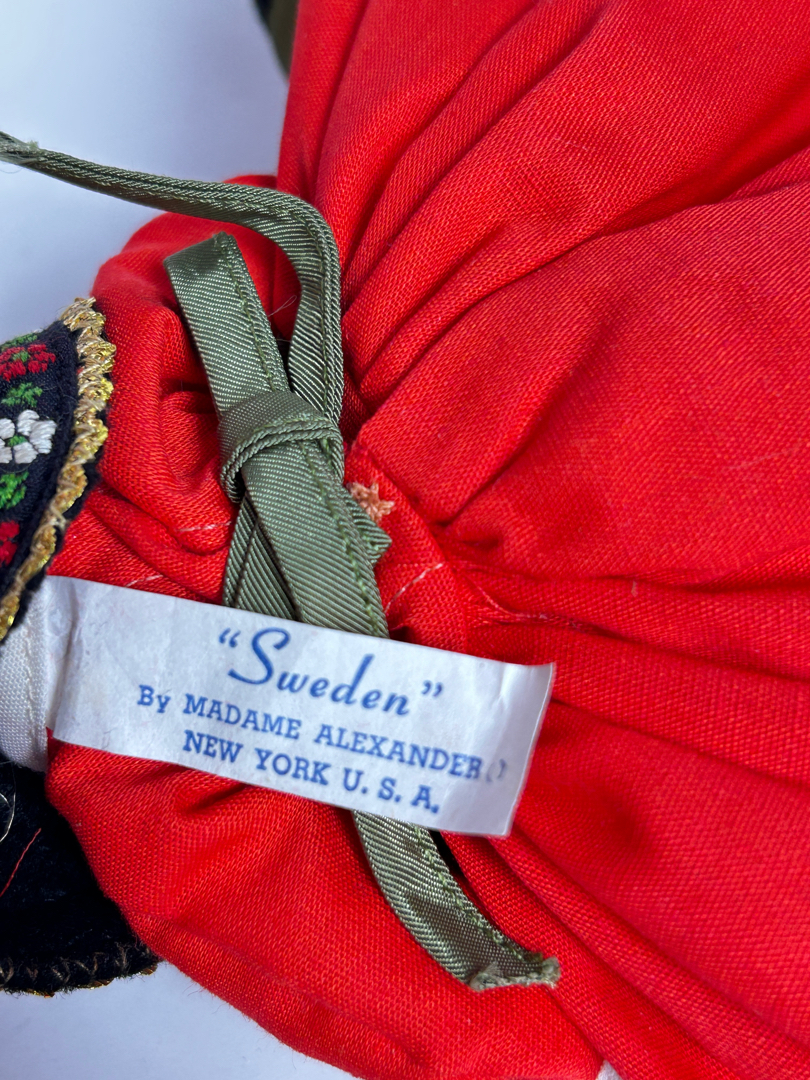 “Sweden”
By MADAME ALEXANDER
NEW YORK U. S. A.